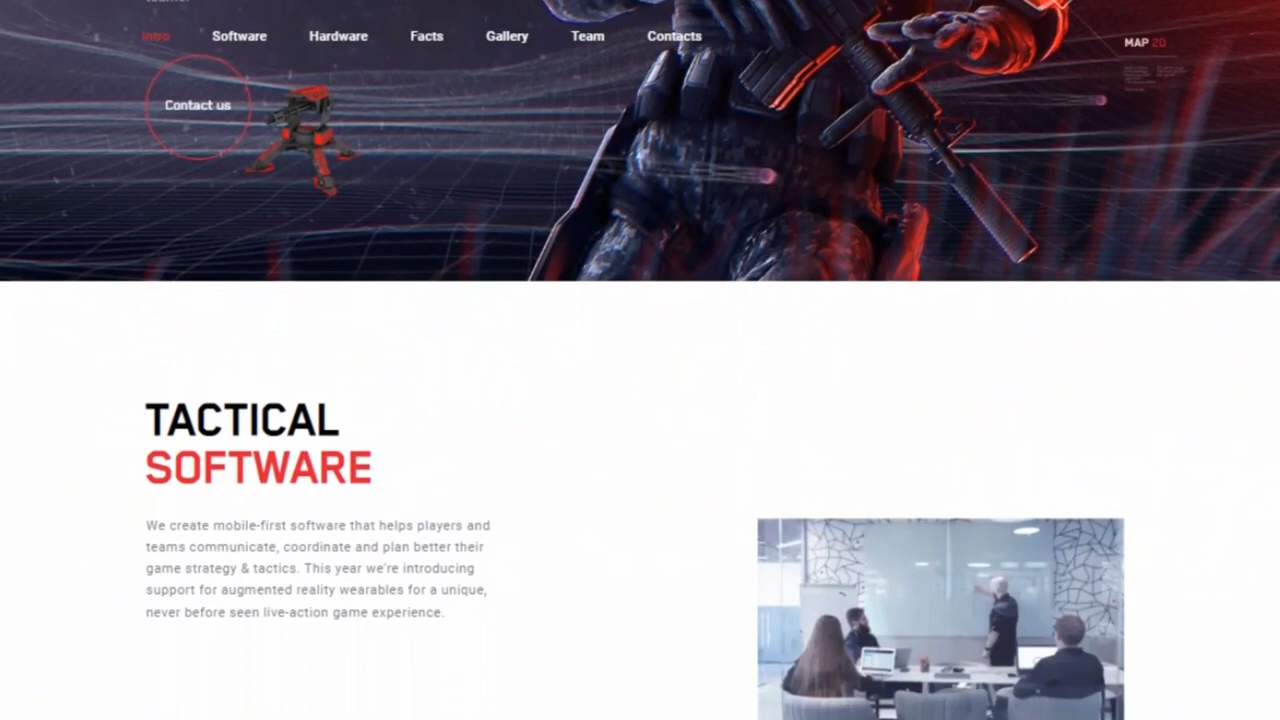 Intro Software Hardware Facts Gallery Team Contacts
MAP 2D
Contact us
TACTICAL
SOFTWARE
We create mobile-first software that helps players and
teams communicate, coordinate and plan better their
game strategy & tactics. This year we're introducing
support for augmented reality wearables for a unique,
never before seen live-action game experience.